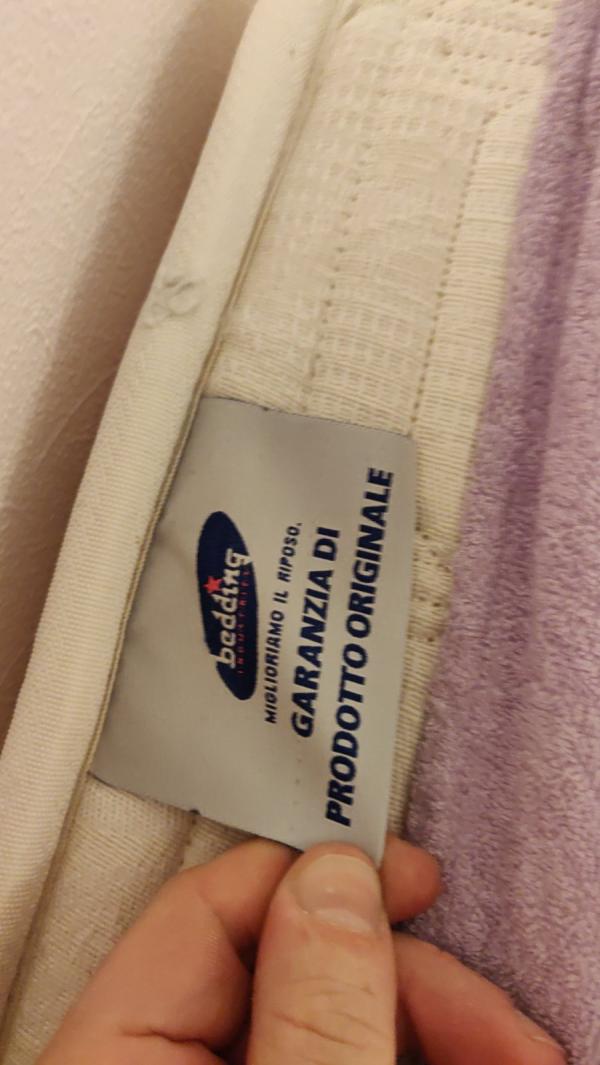 bedding
INDUSTRIES
MIGLIORIAMO IL RIPOSO.
GARANZIA DI
PRODOTTO ORIGINALE